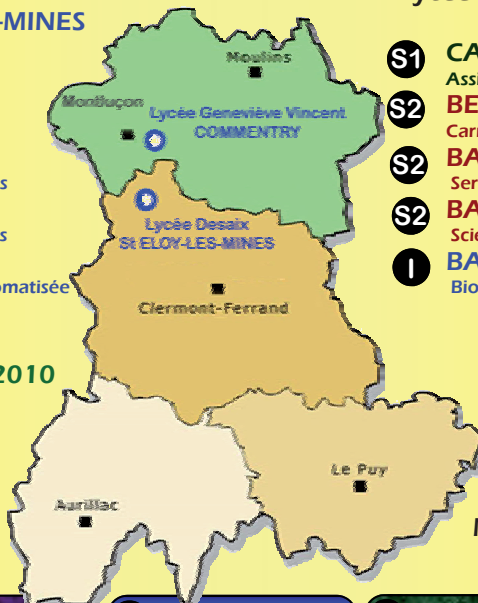 -MINES
s
s
omatisée
2010
Moulins
Montluçon
Lycée Geneviève Vincent
COMMENTRY
Lycée Desaix
St ELOY-LES-MINES
Clermont-Ferrand
Le Puy
Aurillac
S1 CA
Assi
S2 BE
Carr
S2 BA
Ser
S2 BA
Scie
I BA
Bio